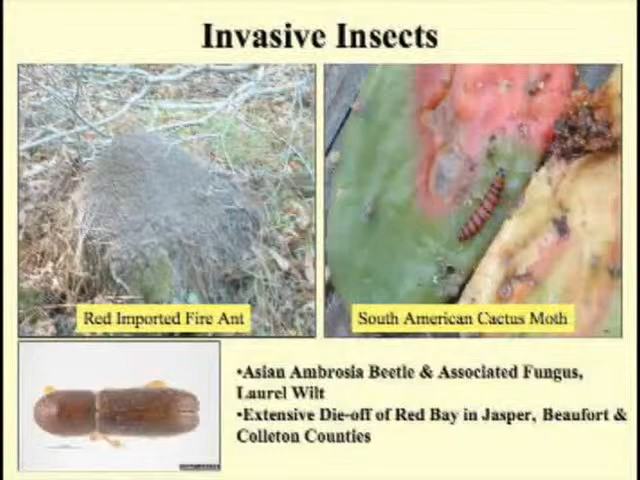 Invasive Insects
Red Imported Fire Ant
South American Cactus Moth
•Asian Ambrosia Beetle & Associated Fungus,
Laurel Wilt
•Extensive Die-off of Red Bay in Jasper, Beaufort &
Colleton Counties